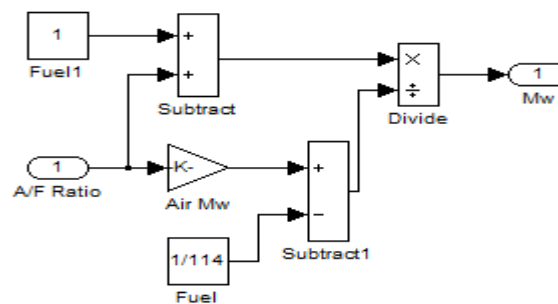 1
Fuel1
+
+
Subtract
×
÷
Divide
1
Mw
1
A/F Ratio
K-
Air Mw
+
−
Subtract1
1/114
Fuel